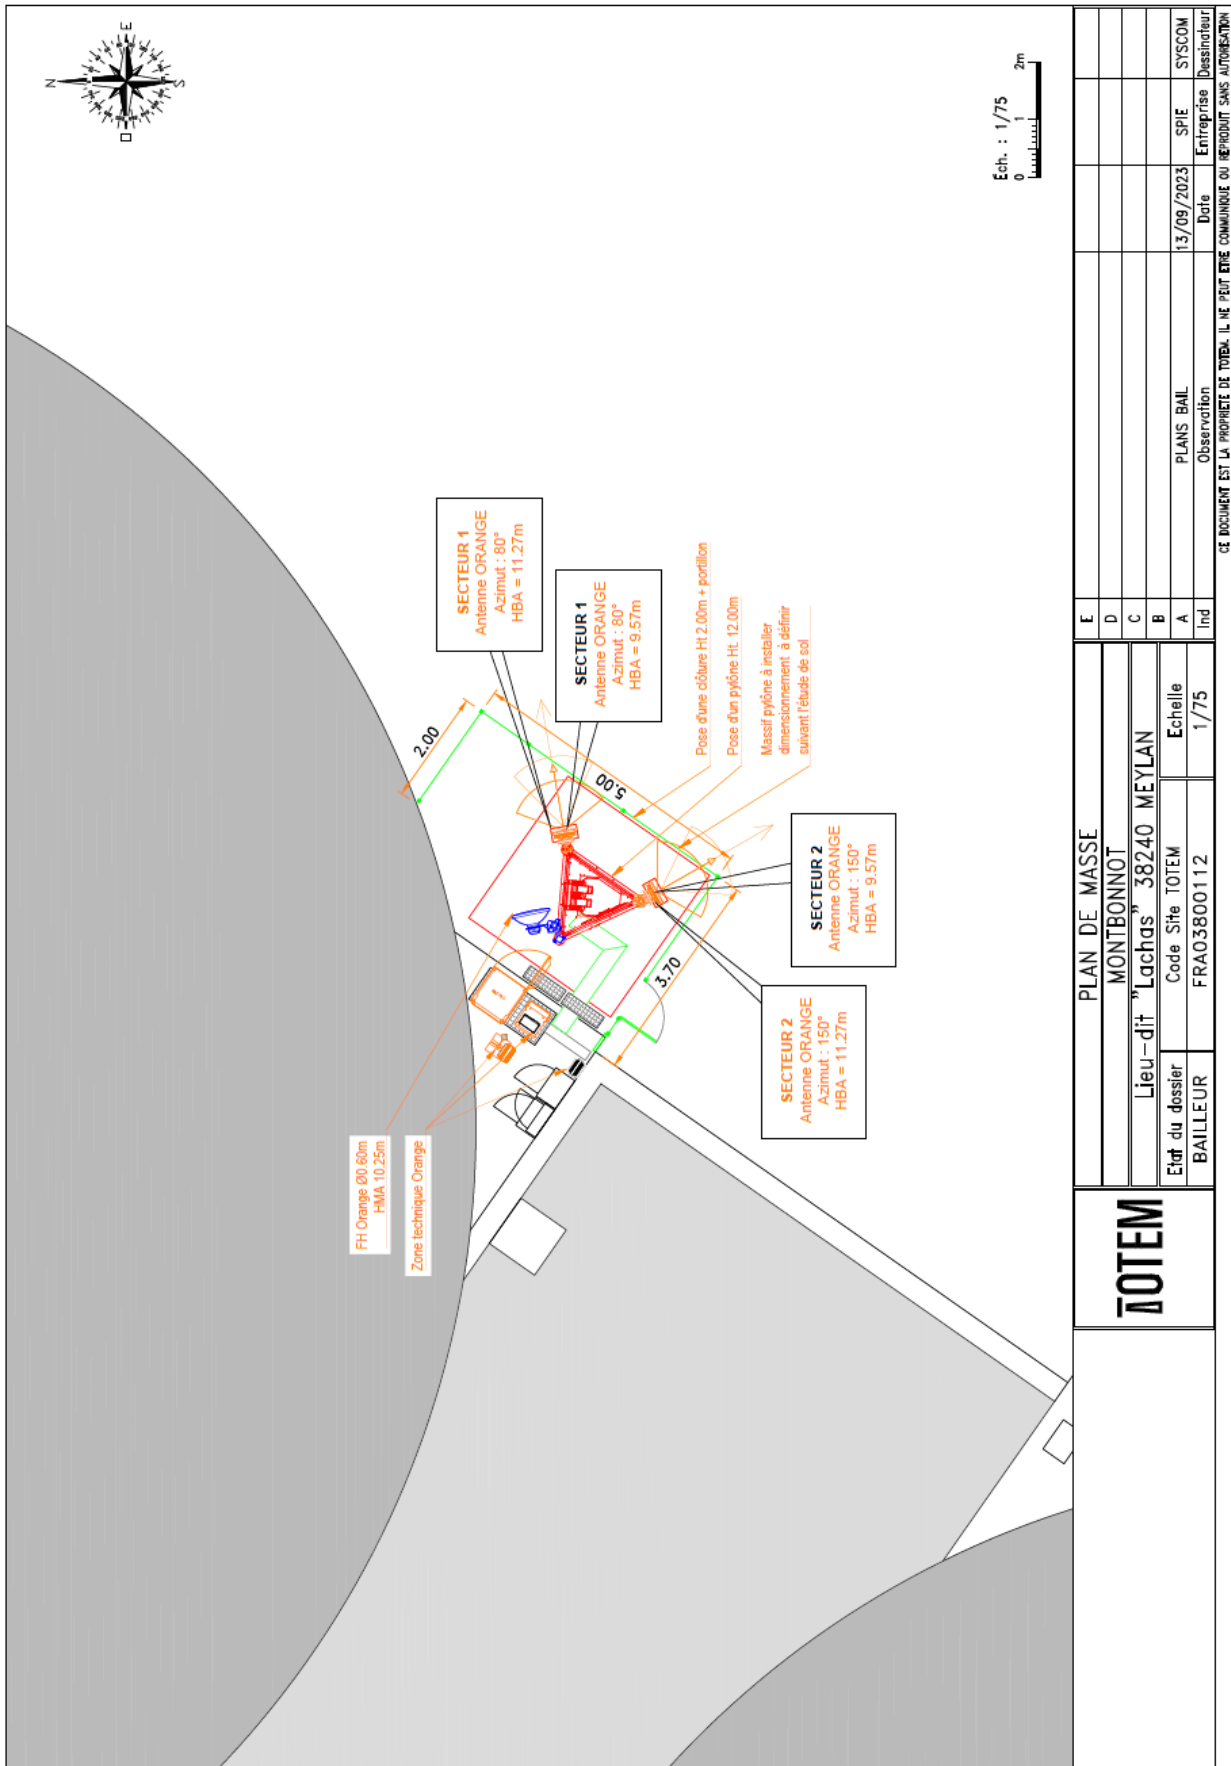 N
E
S
O
Éch. : 1/75
0
1
2m
SECTEUR 1
Antenne ORANGE
Azimut : 80°
HBA = 11.27m
SECTEUR 1
Antenne ORANGE
Azimut : 80°
HBA = 9.57m
2.00
5.00
3.70
Pose d'une clôture Ht 2.00m + portillon
Pose d'un pylône Ht. 12.00m
Massif pylône à installer
dimensionnement à définir
suivant l'étude de sol
SECTEUR 2
Antenne ORANGE
Azimut : 150°
HBA = 9.57m
SECTEUR 2
Antenne ORANGE
Azimut : 150°
HBA = 11.27m
FH Orange Ø0.60m
HMA 10.25m
Zone technique Orange
TOTEM
PLAN DE MASSE
MONTBONNOT
Lieu-dit "Lachas" 38240 MEYLAN
Etat du dossier
Code Site TOTEM
Echelle
BAILLEUR
FRA03800112
1/75
E
D
C
B
A PLANS BAIL 13/09/2023 SPIE SYSCOM
Ind Observation Date Entreprise Dessinateur
CE DOCUMENT EST LA PROPRIETE DE TOTEM. IL NE PEUT ETRE COMMUNIQUE OU REPRODUIT SANS AUTORISATION